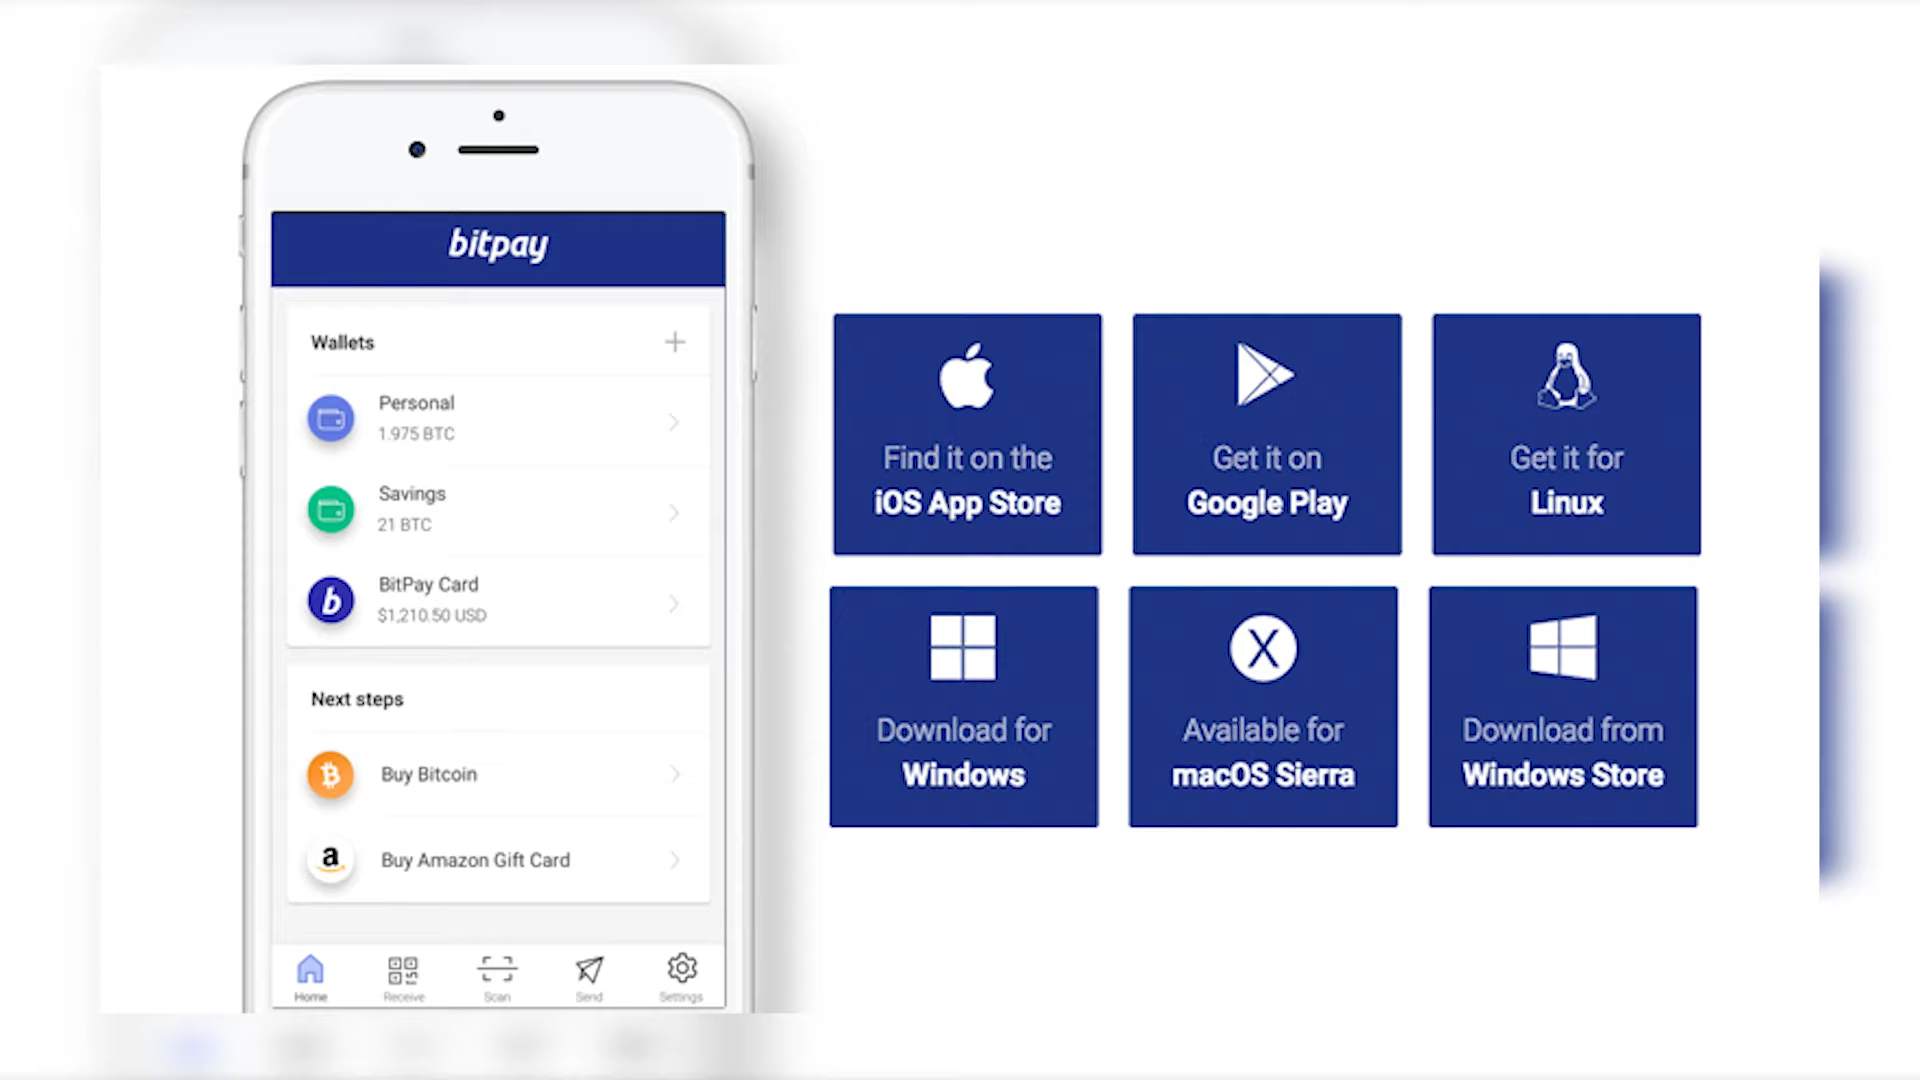 bitpay
Wallets
Personal
1.975 BTC
Savings
21 BTC
b
BitPay Card
$1,210.50 USD
Next steps
Buy Bitcoin
a
Buy Amazon Gift Card
Home
Receive
Scan
Send
Settings
Find it on the
iOS App Store
Get it on
Google Play
Get it for
Linux
Download for
Windows
X
Available for
macOS Sierra
Download from
Windows Store